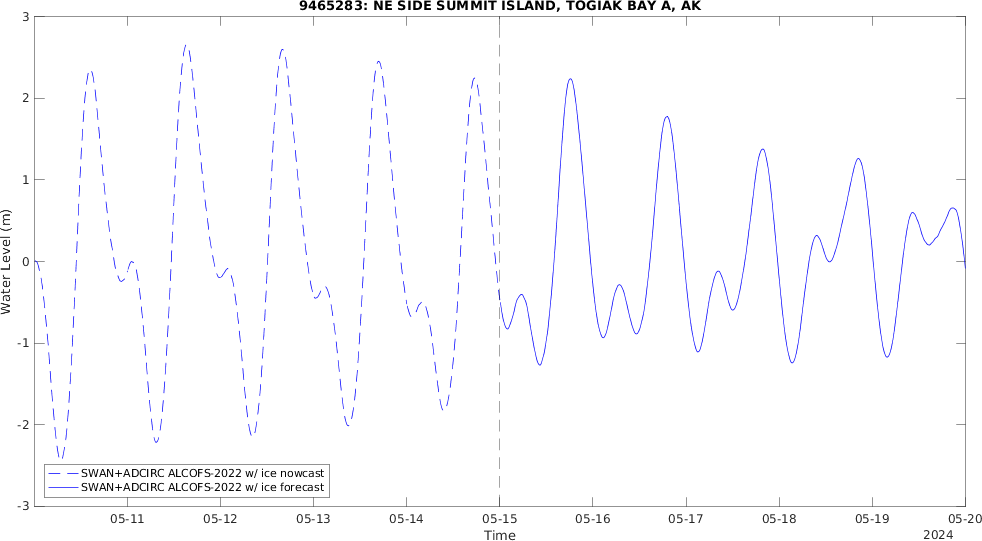 9465283: NE SIDE SUMMIT ISLAND, TOGIAK BAY A, AK
3
2
1
0
-1
-2
-3
Water Level (m)
SWAN+ADCIRC ALCOFS-2022 w/ ice nowcast
SWAN+ADCIRC ALCOFS-2022 w/ ice forecast
05-11 05-12 05-13 05-14 05-15 05-16 05-17 05-18 05-19 05-20
Time
2024